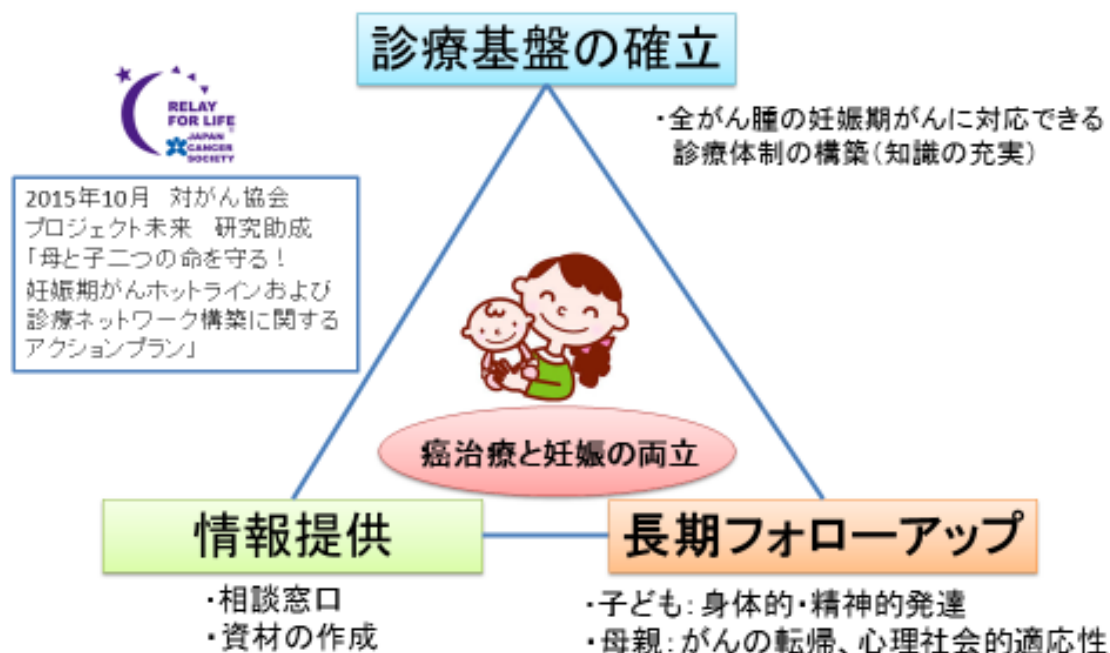 診療基盤の確立
RELAY
FOR LIFE
JAPAN
CANCER
SOCIETY
・全がん腫の妊娠期がんに対応できる
診療体制の構築(知識の充実)
2015年10月 対がん協会
プロジェクト未来 研究助成
「母と子二つの命を守る!
妊娠期がんホットラインおよび
診療ネットワーク構築に関する
アクションプラン」
癌治療と妊娠の両立
情報提供
・相談窓口
・資材の作成
長期フォローアップ
・子ども:身体的・精神的発達
・母親:がんの転帰、心理社会的適応性